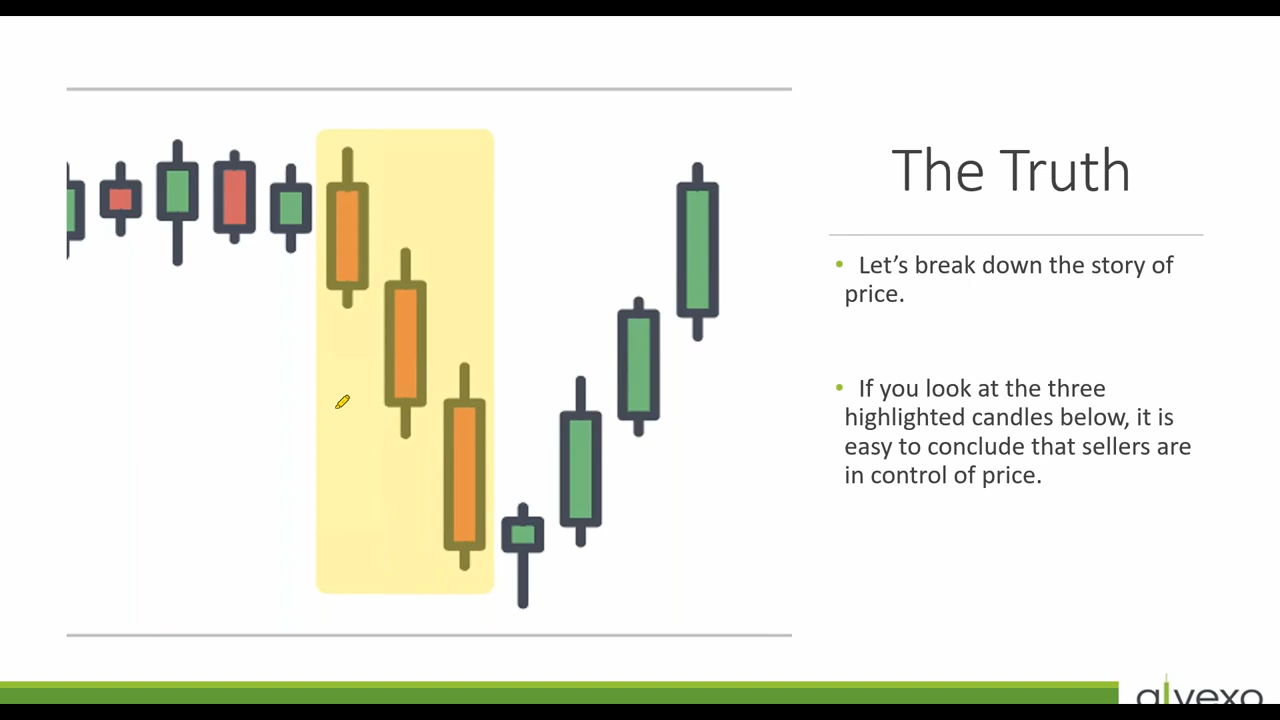 The Truth
• Let’s break down the story of
price.
• If you look at the three
highlighted candles below, it is
easy to conclude that sellers are
in control of price.
alvexo